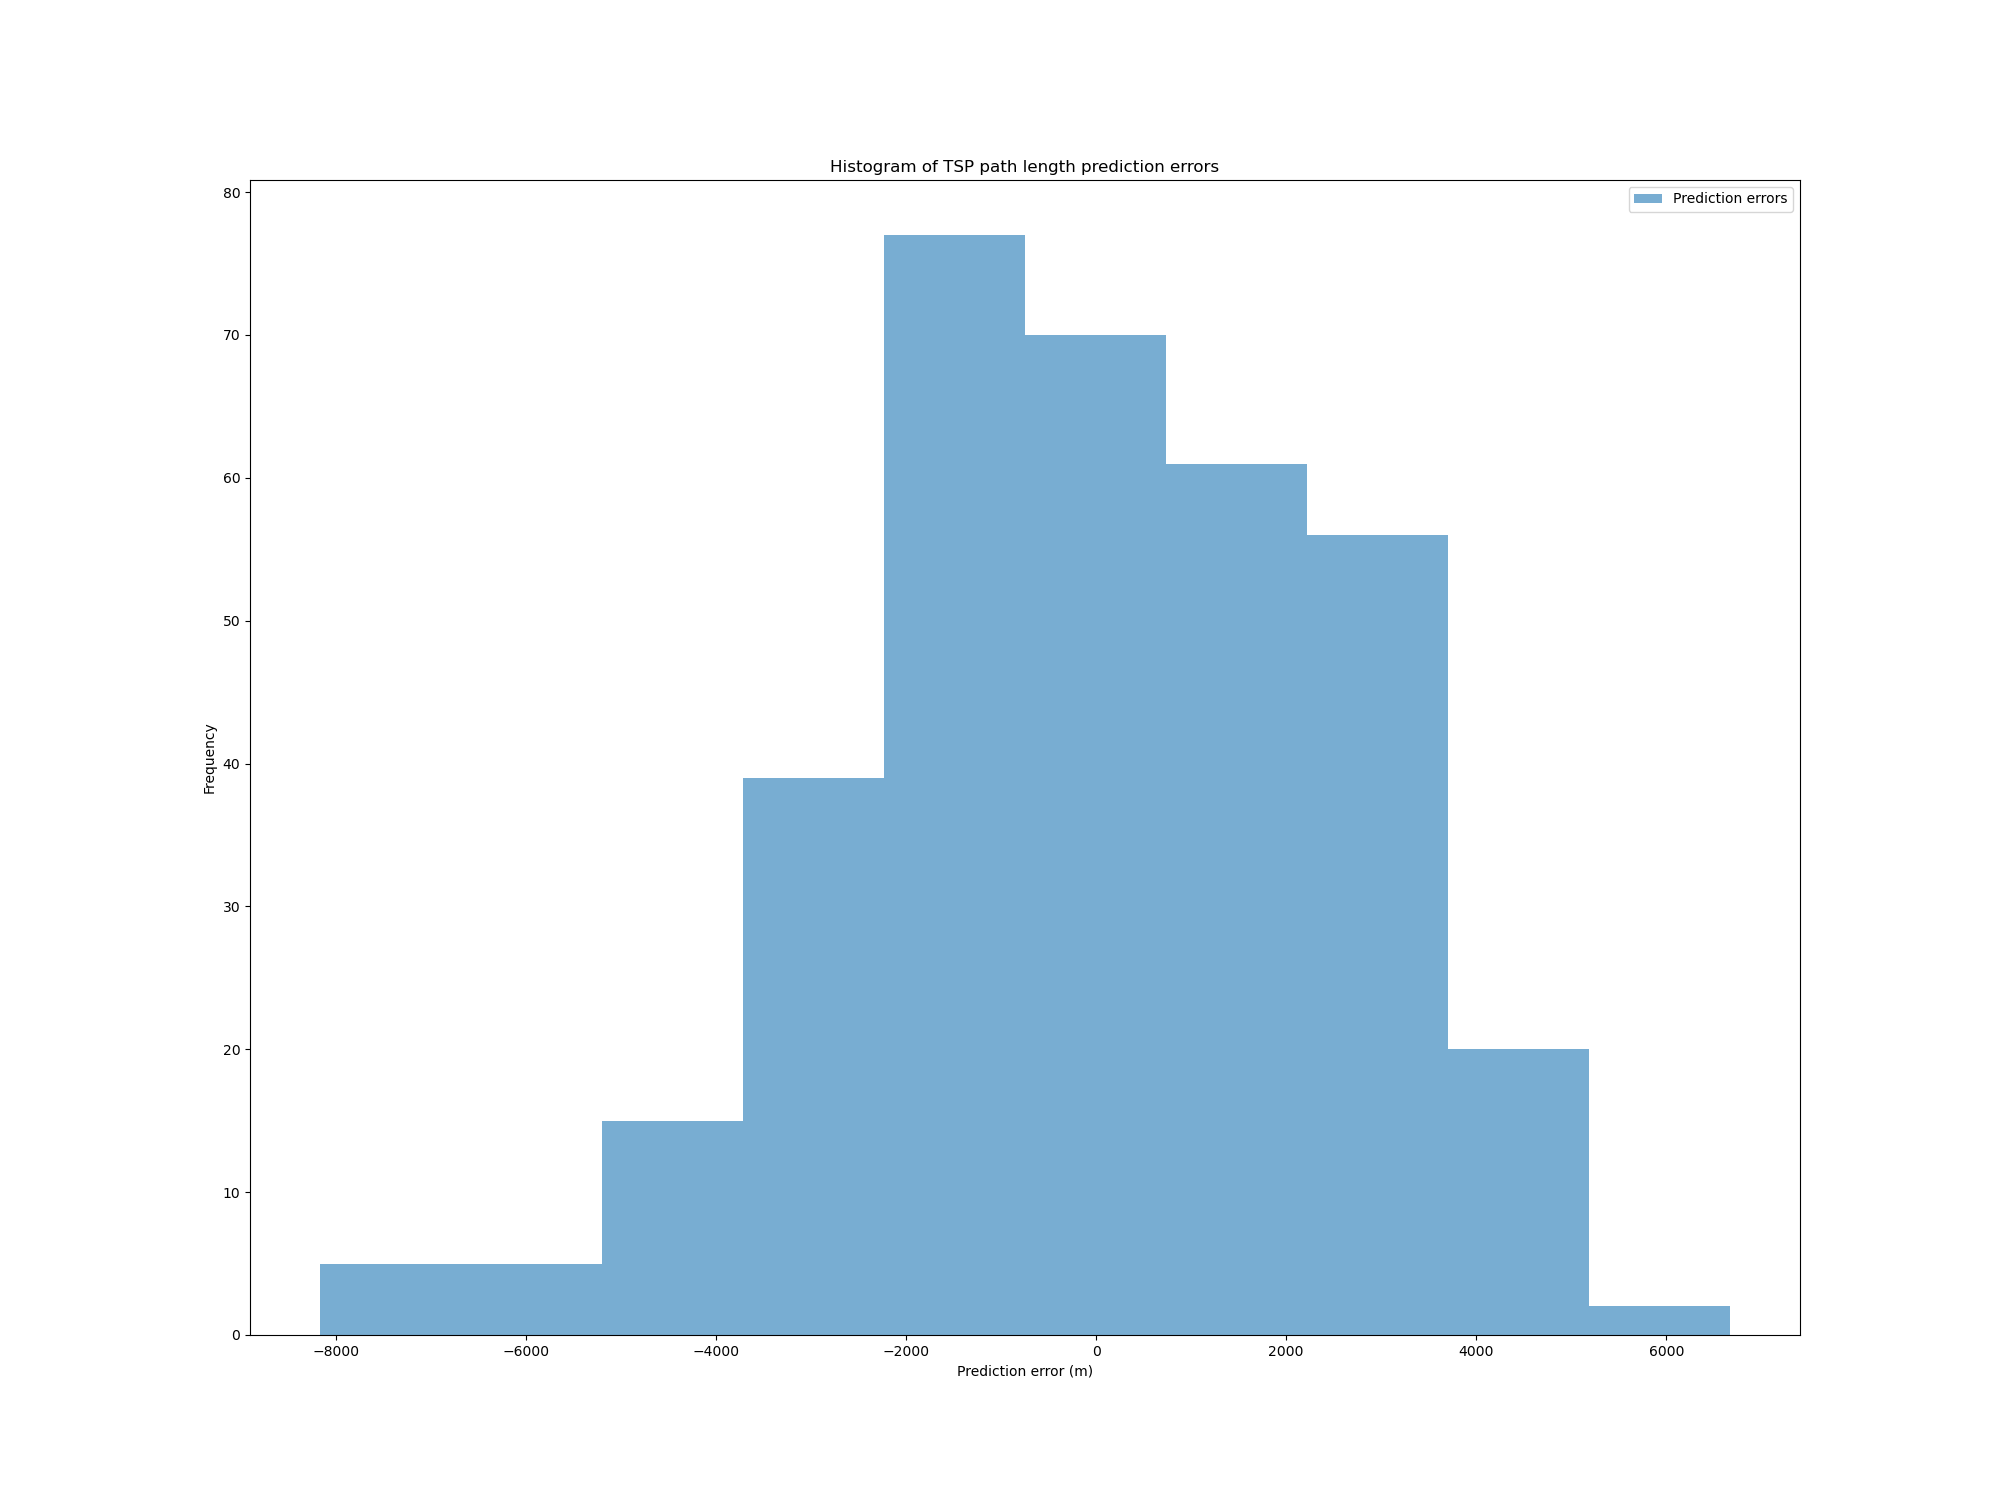 Histogram of TSP path length prediction errors
Prediction errors
80
70
60
50
40
30
20
10
0
Frequency
−8000 −6000 −4000 −2000 0 2000 4000 6000
Prediction error (m)